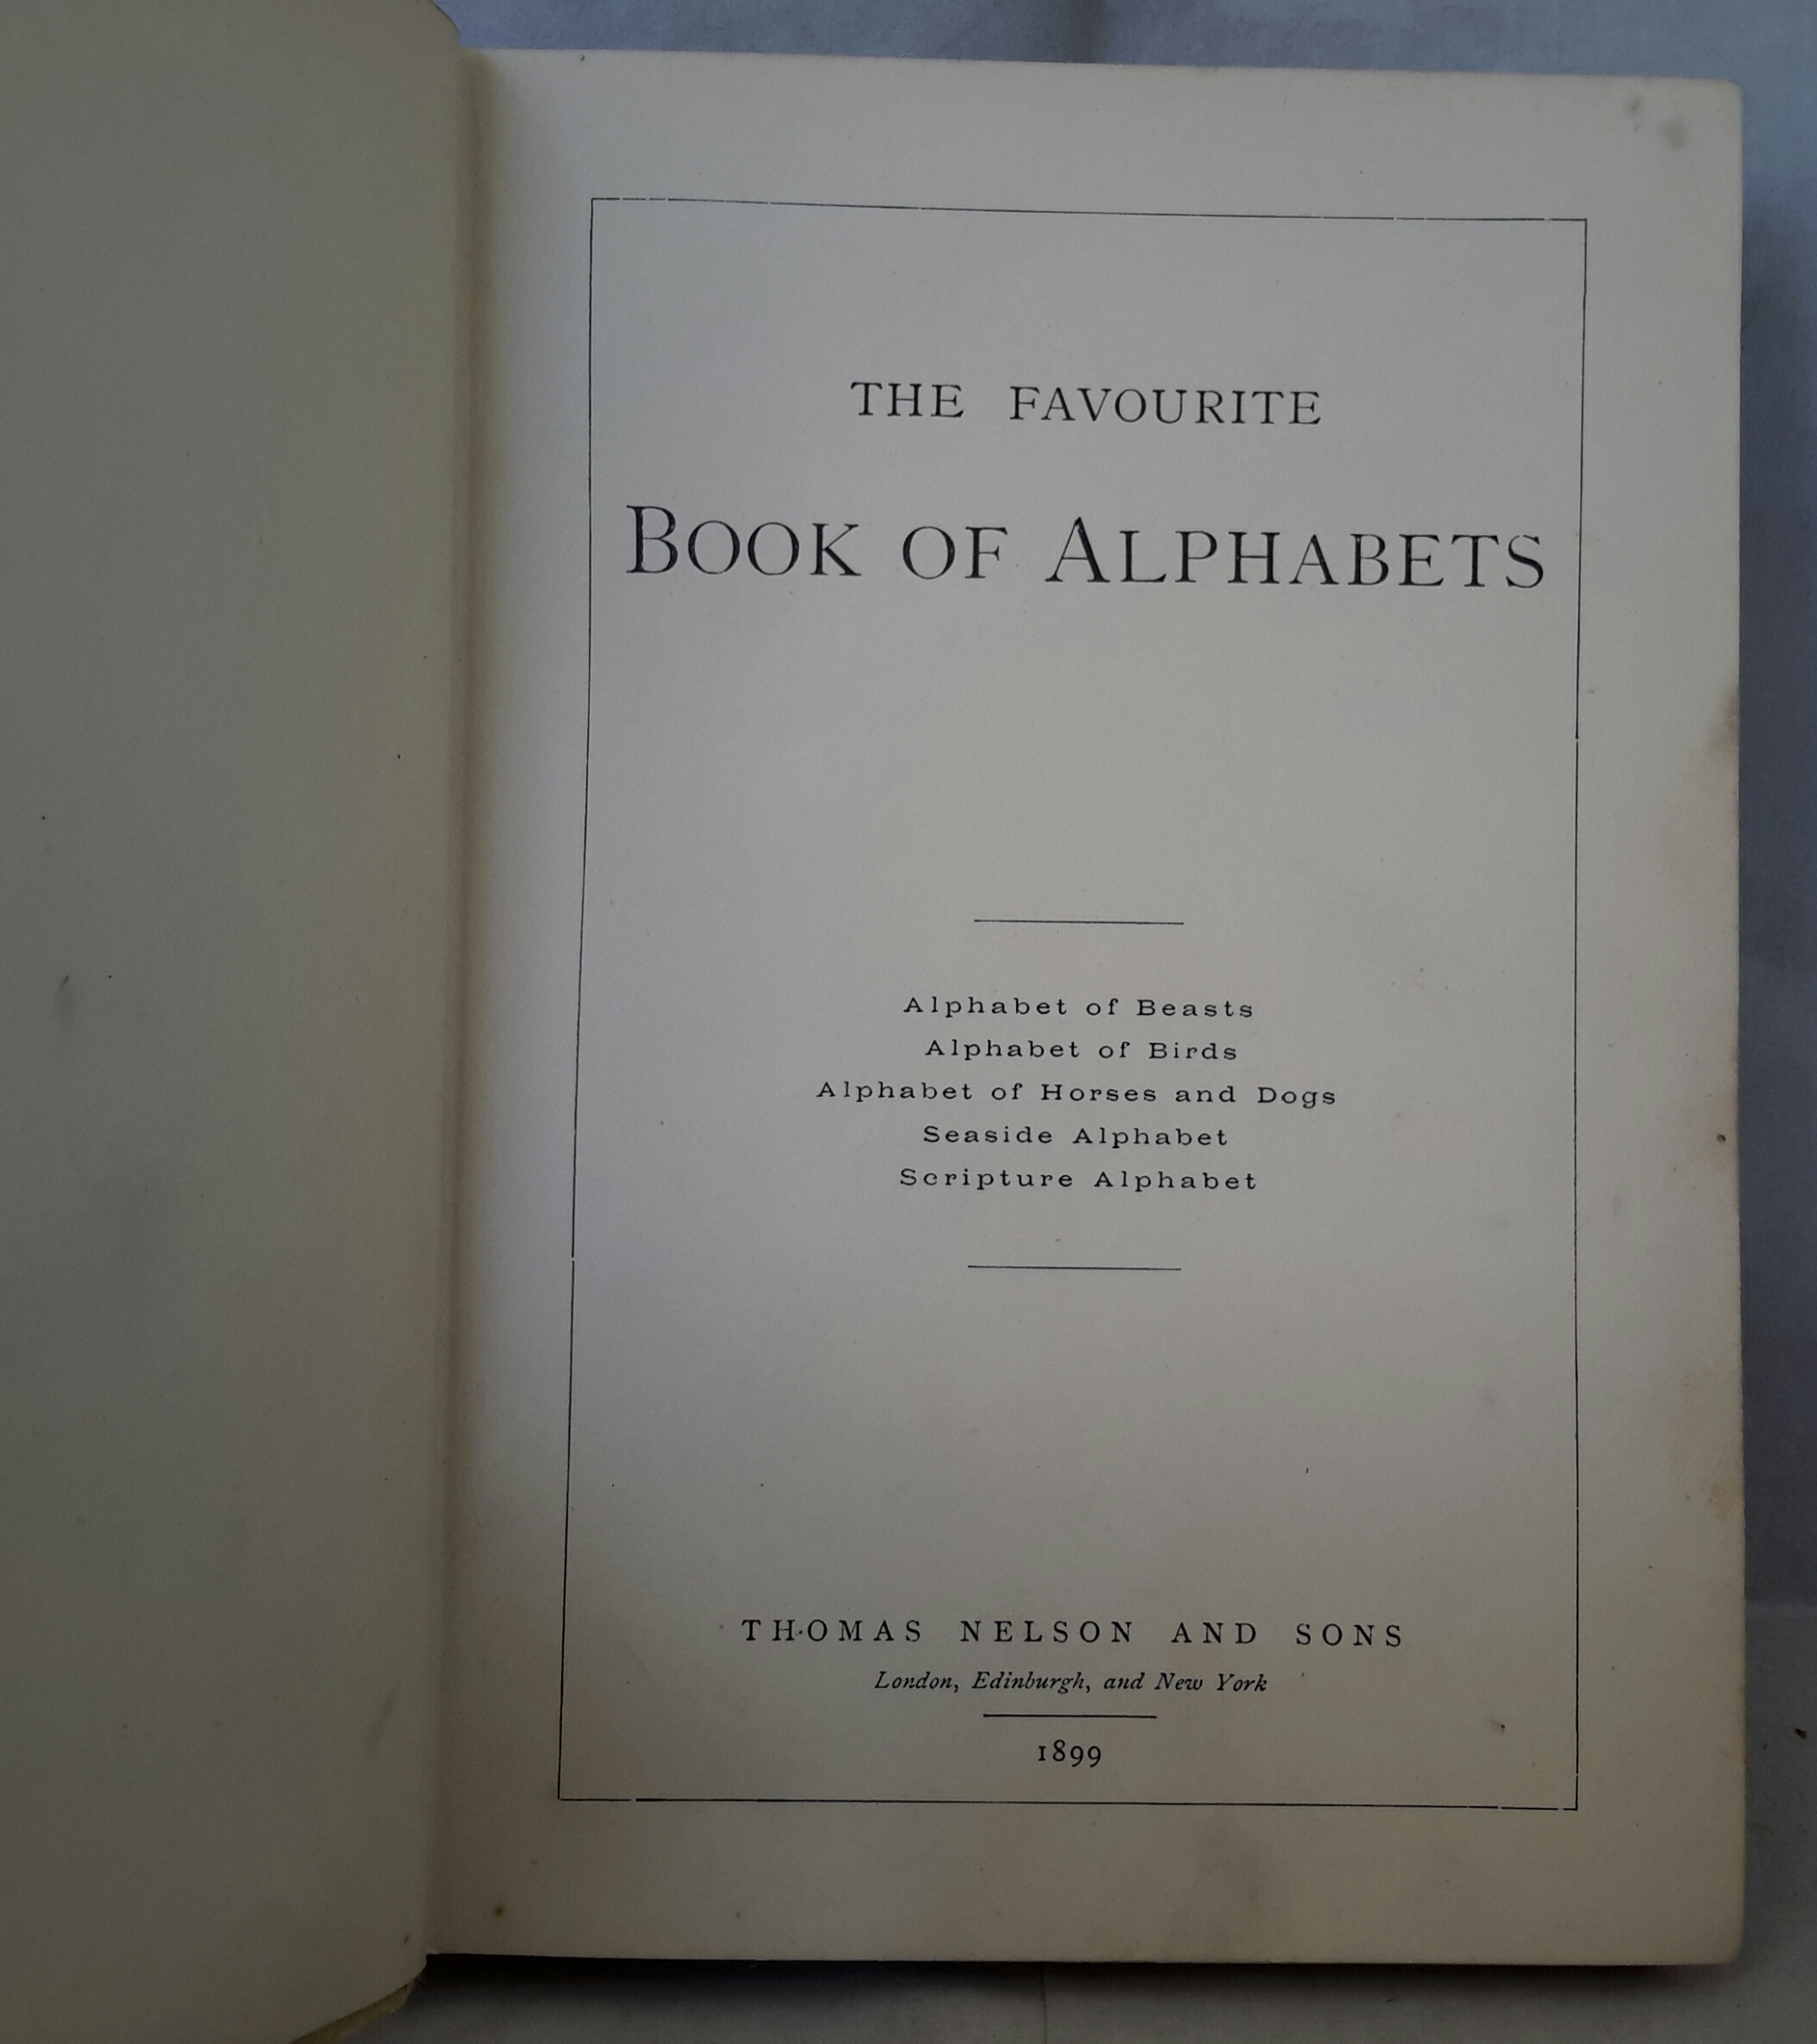 THE FAVOURITE
BOOK OF ALPHABETS
Alphabet of Beasts
Alphabet of Birds
Alphabet of Horses and Dogs
Seaside Alphabet
Scripture Alphabet
THOMAS NELSON AND SONS
London, Edinburgh, and New York
1899